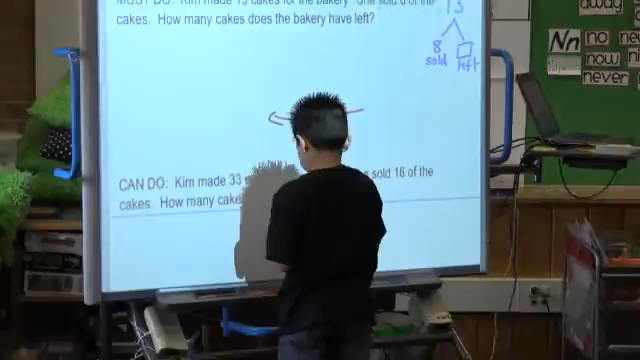 MUST DO: Kim made 13 cakes for the bakery. She sold 8 of the
cakes. How many cakes does the bakery have left?
13
8
sold left
CAN DO: Kim made 33 sold 16 of the
cakes. How many
away
Nn
no
now
never